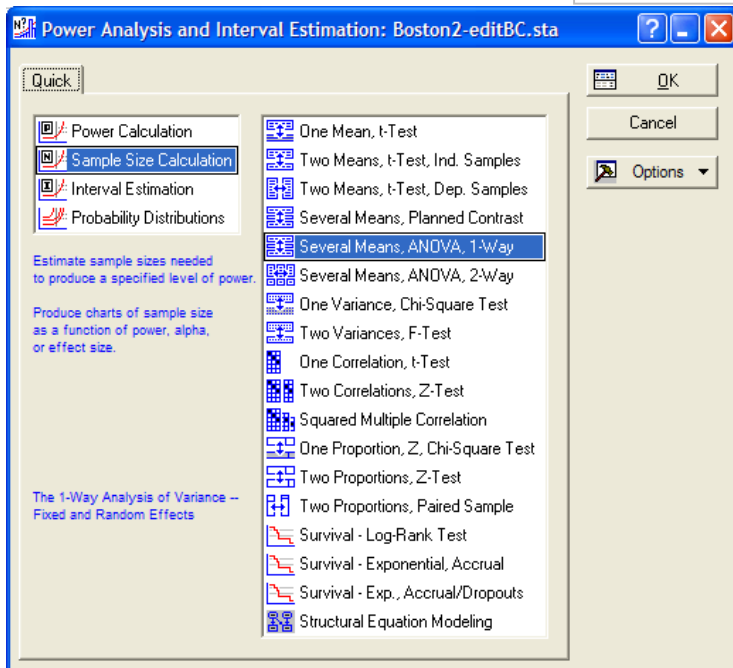 Power Analysis and Interval Estimation: Boston2-editBC.sta
Quick
Power Calculation
Sample Size Calculation
Interval Estimation
Probability Distributions
Estimate sample sizes needed
to produce a specified level of power.
Produce charts of sample size
as a function of power, alpha,
or effect size.
The 1-Way Analysis of Variance --
Fixed and Random Effects
One Mean, t-Test
Two Means, t-Test, Ind. Samples
Two Means, t-Test, Dep. Samples
Several Means, Planned Contrast
Several Means, ANOVA, 1-Way
Several Means, ANOVA, 2-Way
One Variance, Chi-Square Test
Two Variances, F-Test
One Correlation, t-Test
Two Correlations, Z-Test
Squared Multiple Correlation
One Proportion, Z, Chi-Square Test
Two Proportions, Z-Test
Two Proportions, Paired Sample
Survival - Log-Rank Test
Survival - Exponential, Accrual
Survival - Exp., Accrual/Dropouts
Structural Equation Modeling
OK
Cancel
Options